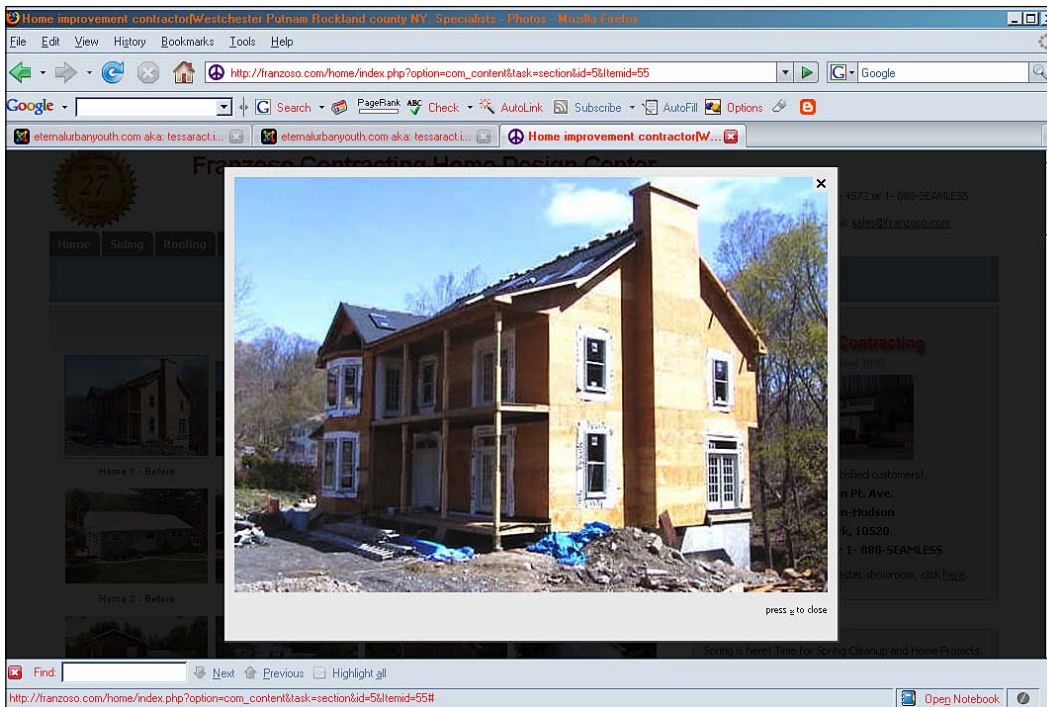 Home improvement contractor|Westchester Putnam Rockland county NY. Specialists - Photos - Mozilla Firefox
File Edit View History Bookmarks Tools Help
http://franzoso.com/home/index.php?option=com_content&task=section&id=5&Itemid=55
G Google
Google Search PageRank ABC Check AutoLink Subscribe AutoFill Options
eternalurbanyouth.com aka: tessaract.i... eternalurbanyouth.com aka: tessaract.i... Home improvement contractor|W...
Franzoso Contracting Home Design Center
27
4572 or 1- 888-SEAMLESS
sales@franzoso.com
Home Siding Roofing
Contracting
Home 1 - Before
satisfied customers!
Pt. Ave.
n-Hudson
10520
1- 888-SEAMLESS
showroom, click here.
Home 2 - Before
press x to close
Spring is here! Time for Spring Cleanup and Home Projects.
Find: Next Previous Highlight all
http://franzoso.com/home/index.php?option=com_content&task=section&id=5&Itemid=55#
Open Notebook